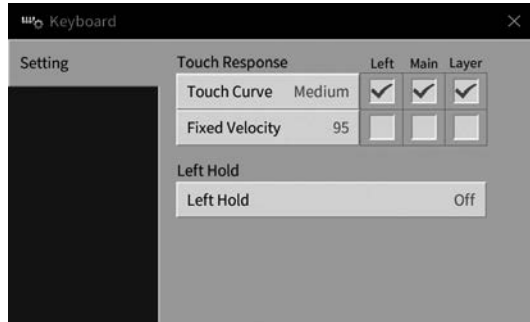 Keyboard
Setting
Touch Response Left Main Layer
Touch Curve Medium
Fixed Velocity 95
Left Hold
Left Hold Off